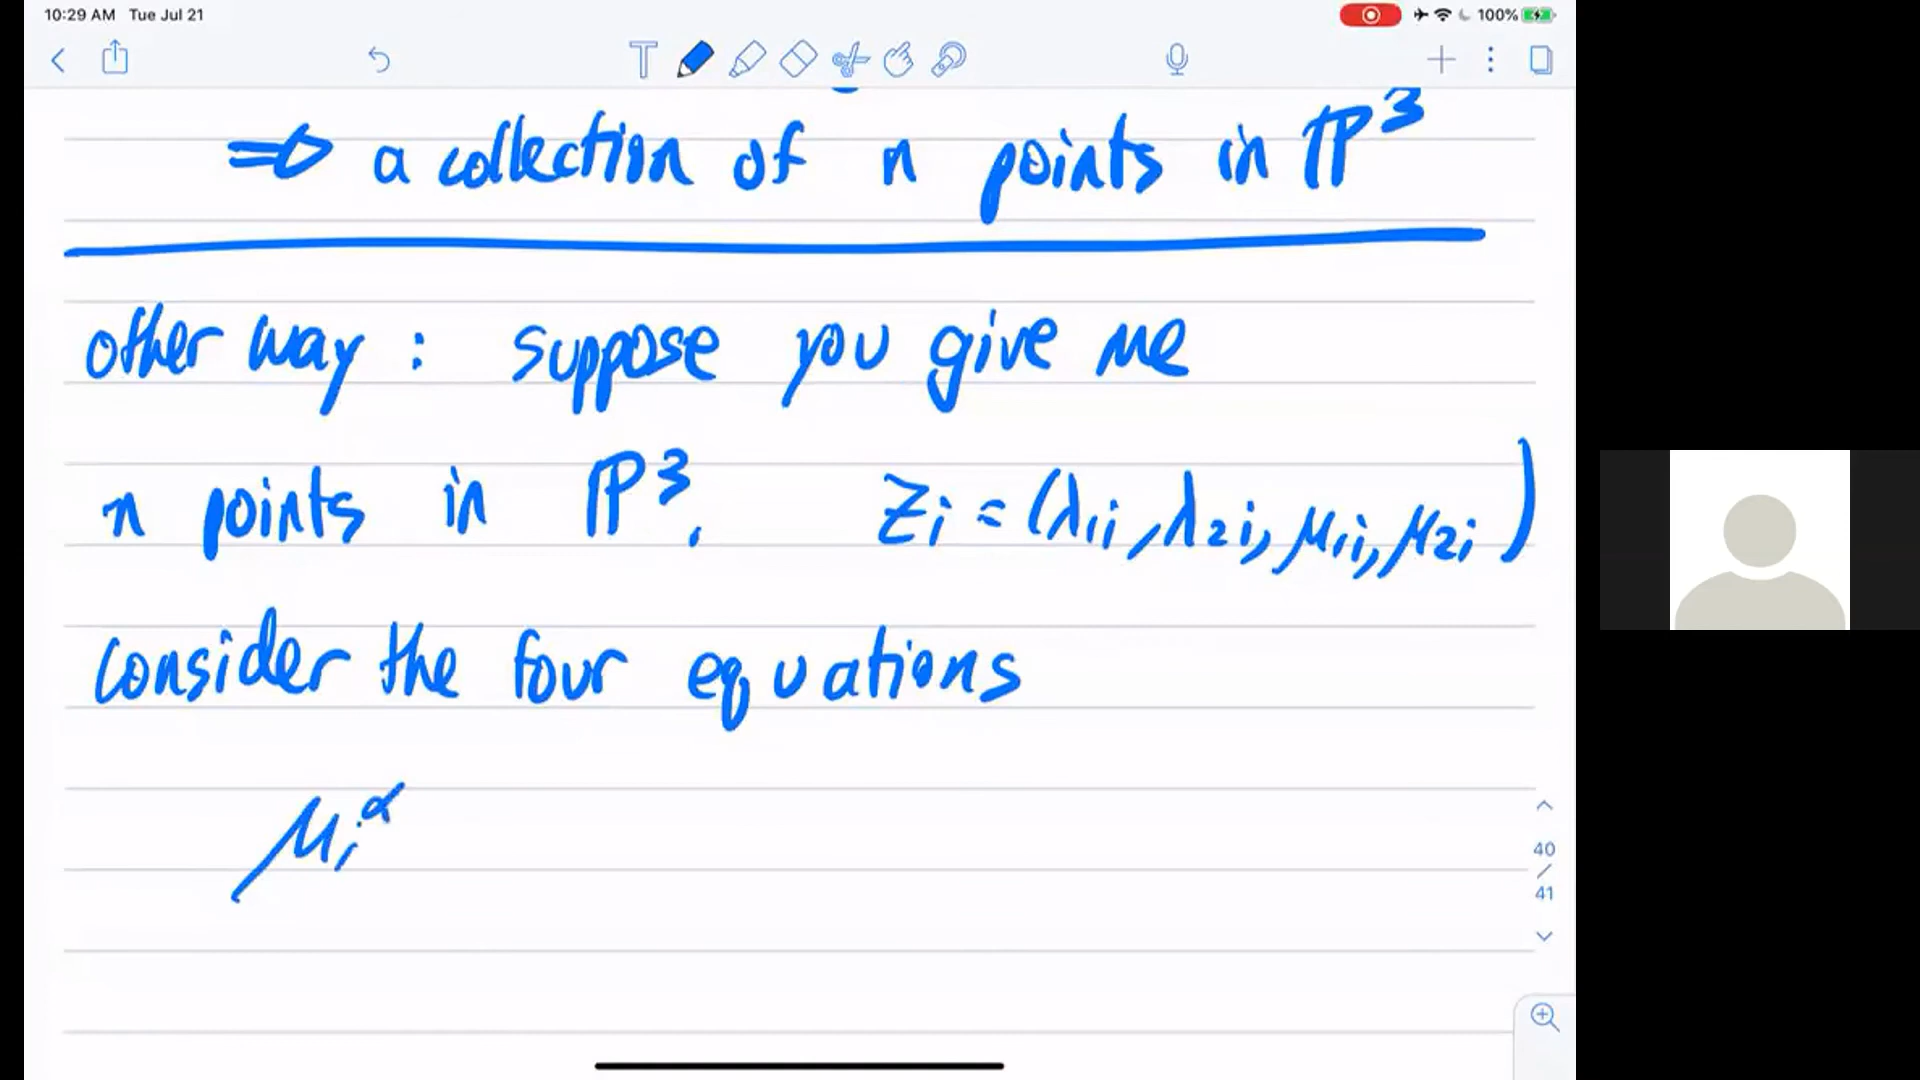 10:29 AM Tue Jul 21
100%
T
⇒ a collection of n points in ℙ³
other way : suppose you give me
n points in ℙ³. Zᵢ = (λ₁ᵢ, λ₂ᵢ, μ₁ᵢ, μ₂ᵢ)
consider the four equations
μᵢ^α
40
/
41